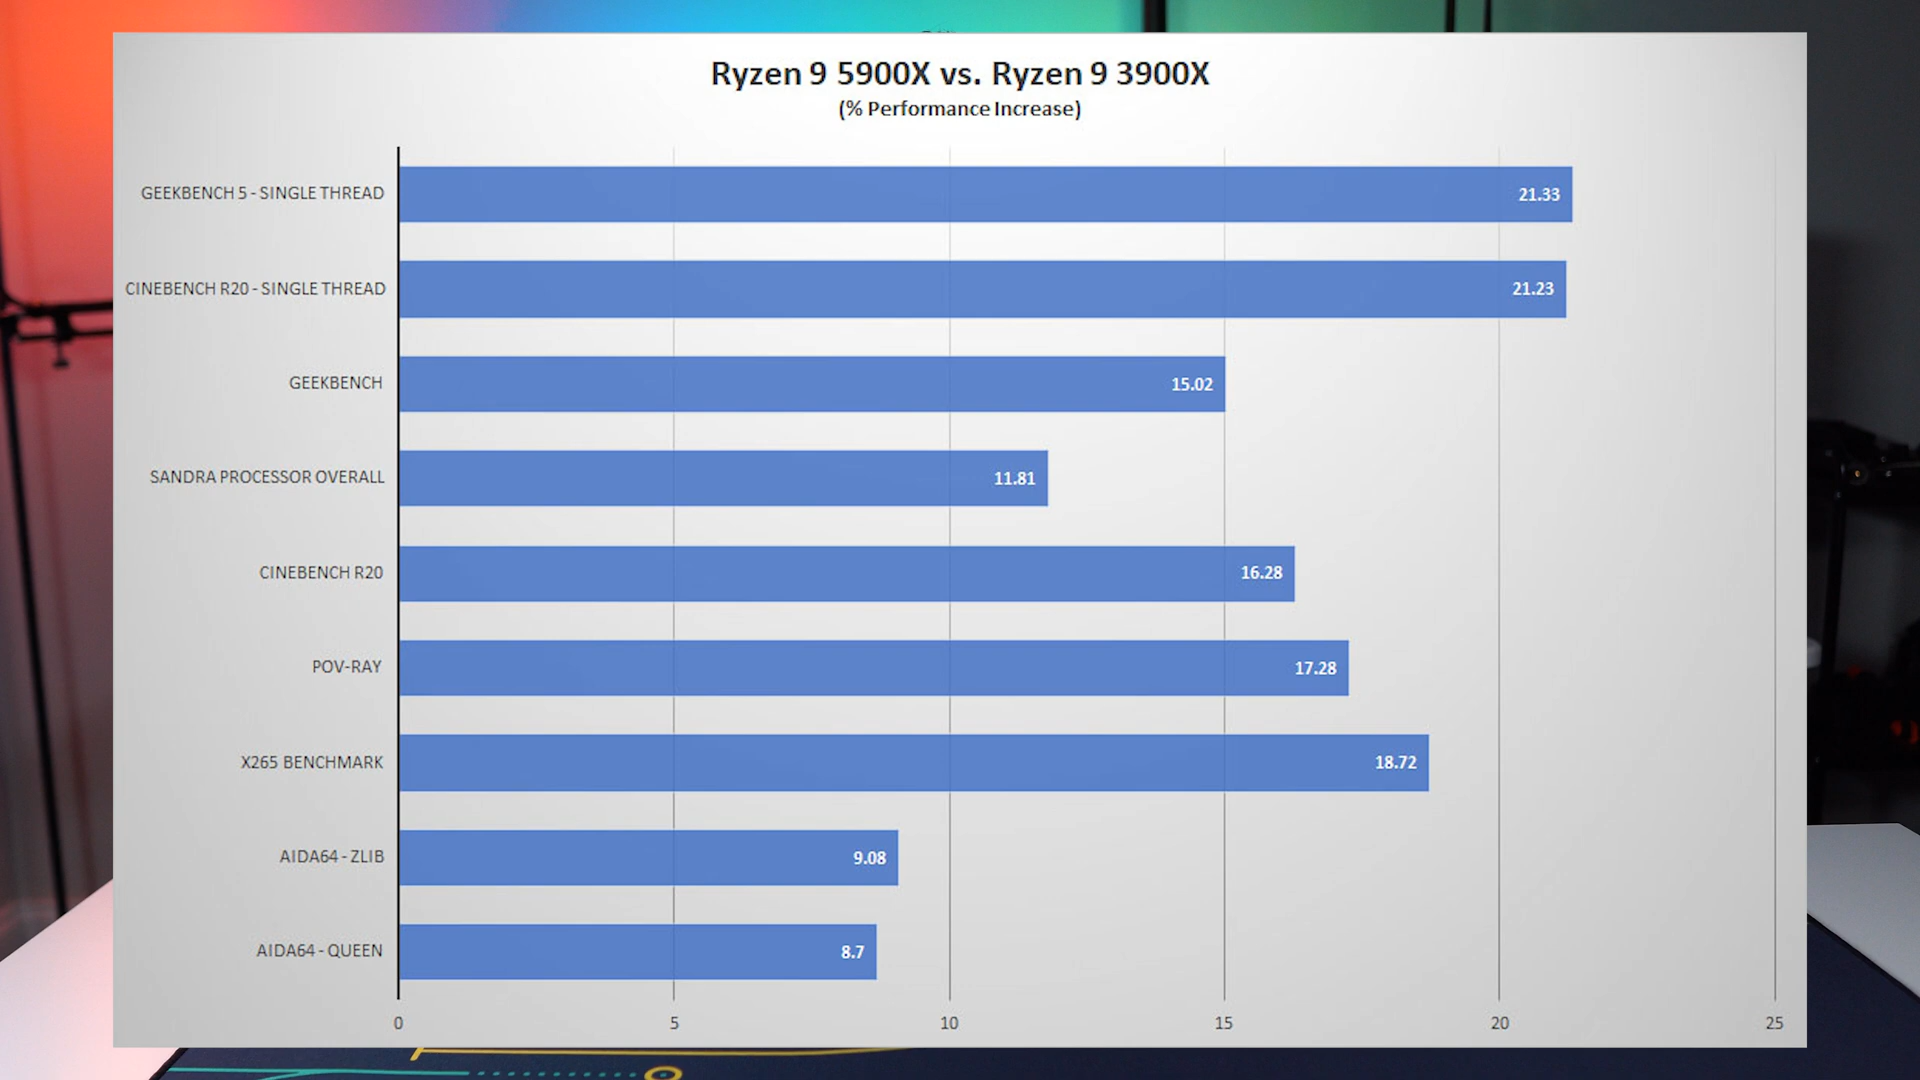 Ryzen 9 5900X vs. Ryzen 9 3900X
(% Performance Increase)
GEEKBENCH 5 - SINGLE THREAD
21.33
CINEBENCH R20 - SINGLE THREAD
21.23
GEEKBENCH
15.02
SANDRA PROCESSOR OVERALL
11.81
CINEBENCH R20
16.28
POV-RAY
17.28
X265 BENCHMARK
18.72
AIDA64 - ZLIB
9.08
AIDA64 - QUEEN
8.7
0 5 10 15 20 25